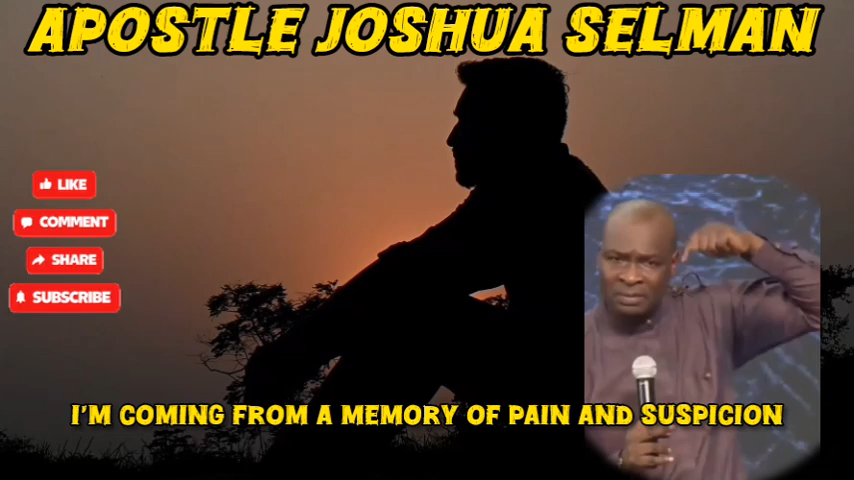 APOSTLE JOSHUA SELMAN
LIKE
COMMENT
SHARE
SUBSCRIBE
I'M COMING FROM A MEMORY OF PAIN AND SUSPICION